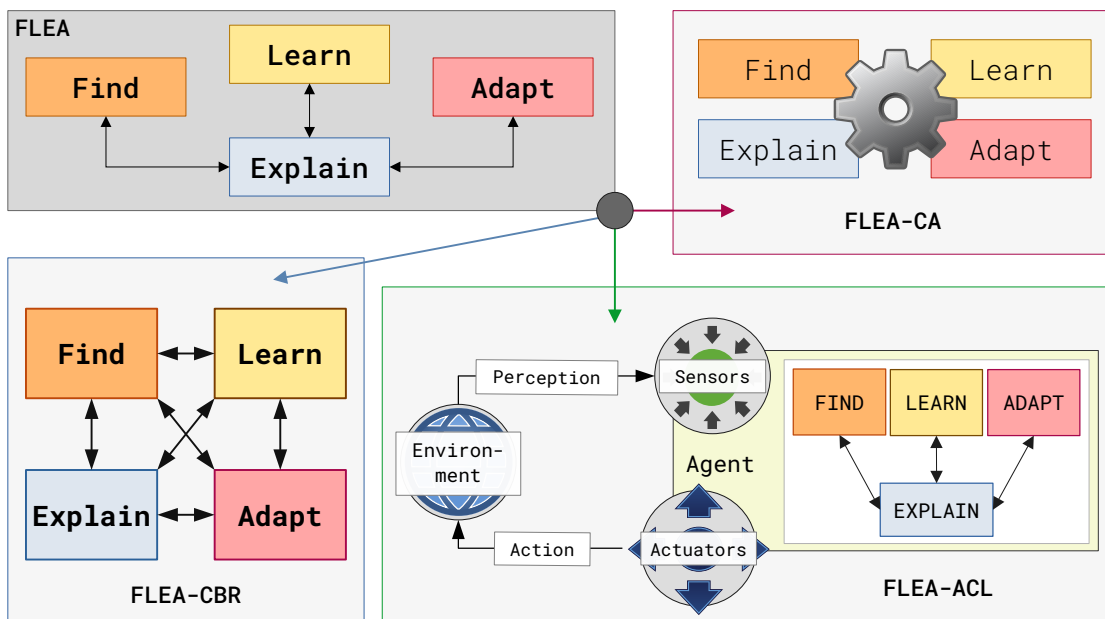 FLEA
Find
Learn
Adapt
Explain
Find
Learn
Explain
Adapt
FLEA-CA
Find
Learn
Explain
Adapt
FLEA-CBR
Perception
Sensors
Environ-
ment
Agent
Action
Actuators
FIND
LEARN
ADAPT
EXPLAIN
FLEA-ACL